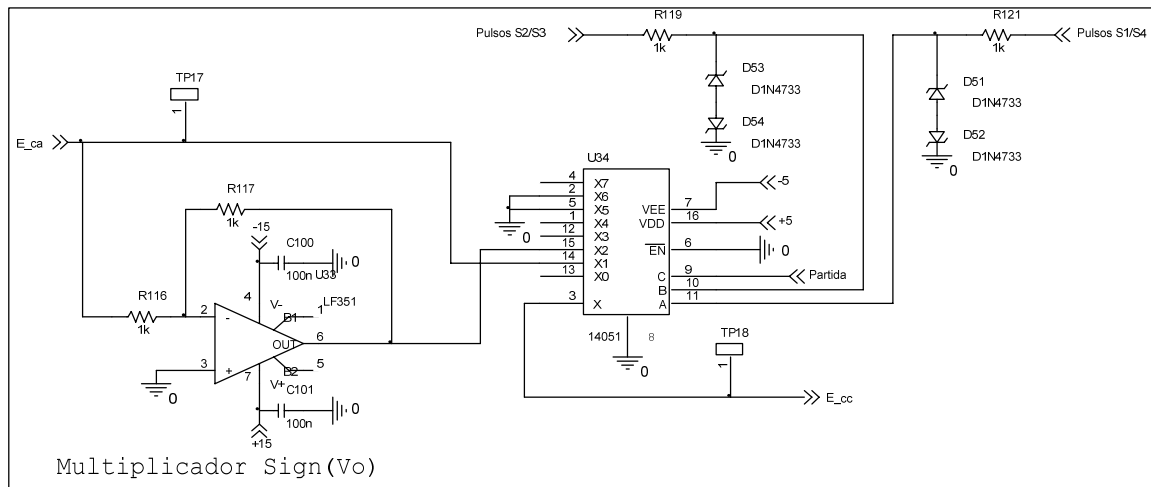 R119
R121
Pulsos S2/S3
1k
1k
Pulsos S1/S4
D53
D1N4733
D51
D1N4733
TP17
1
D54
D1N4733
D52
D1N4733
0
0
E_ca
U34
4
X7
2
X6
5
X5
VEE
7
-5
1
X4
VDD
16
+5
12
X3
15
X2
EN
6
0
14
X1
C
9
Partida
13
X0
B
10
3
X
A
11
0
R117
1k
-15
C100
0
100n
U33
R116
1k
4
V-
1
LF351
B1
2
-
OUT
6
3
+
B2
5
7
V+
0
C101
0
100n
+15
14051
8
0
TP18
1
E_cc
Multiplicador Sign(Vo)